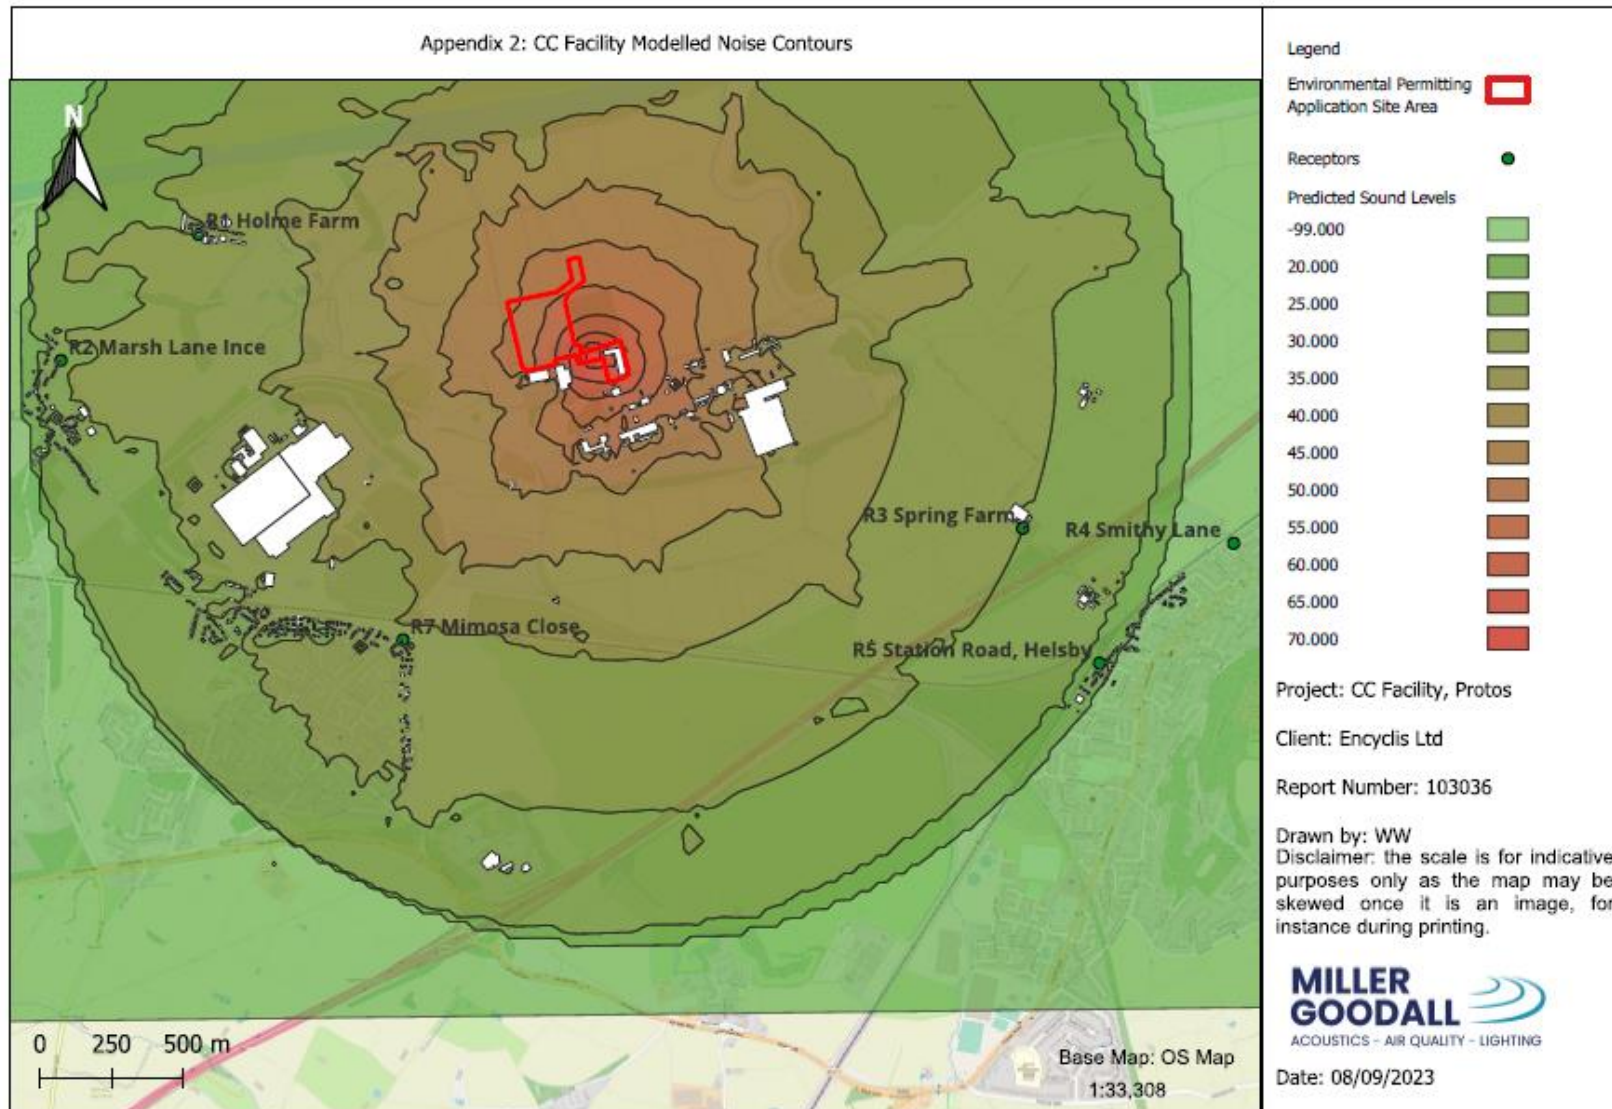 Appendix 2: CC Facility Modelled Noise Contours
N
R1 Holme Farm
R2 Marsh Lane Ince
R3 Spring Farm
R4 Smithy Lane
R7 Mimosa Close
R5 Station Road, Helsby
0 250 500 m
Base Map: OS Map
1:33,308
Legend
Environmental Permitting
Application Site Area
Receptors
Predicted Sound Levels
-99.000
20.000
25.000
30.000
35.000
40.000
45.000
50.000
55.000
60.000
65.000
70.000
Project: CC Facility, Protos
Client: Encyclis Ltd
Report Number: 103036
Drawn by: WW
Disclaimer: the scale is for indicative
purposes only as the map may be
skewed once it is an image, for
instance during printing.
MILLER
GOODALL
ACOUSTICS - AIR QUALITY - LIGHTING
Date: 08/09/2023